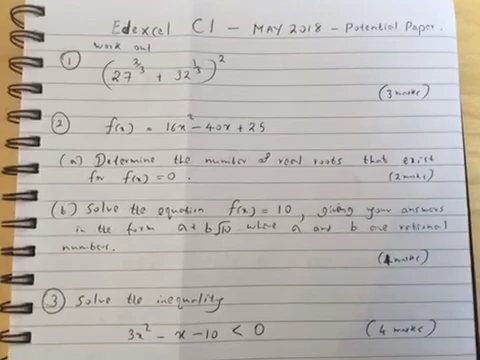 Edexcel C1 - MAY 2018 - Potential Paper.
① work out
(27^{2/3} + 32^{1/5})^2
(3 marks)
② f(x) = 16x² - 40x + 25
(a) Determine the number of real roots that exist
for f(x) = 0. (2 marks)
(b) Solve the equation f(x) = 10, giving your answers
in the form a + b√10 where a and b are rational
numbers.
(4 marks)
③ Solve the inequality
3x² - x - 10 < 0 (4 marks)